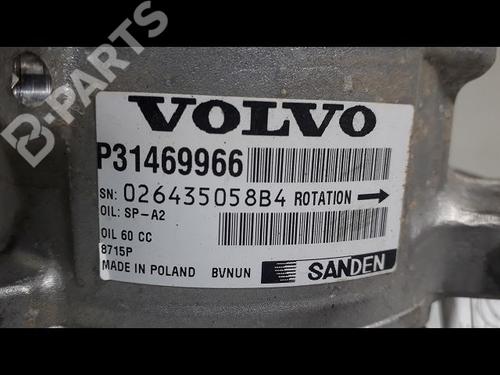 B-PARTS
VOLVO
P31469966
SN: 026435058B4 ROTATION
OIL: SP-A2
OIL 60 CC
8715P
MADE IN POLAND BVNUN SANDEN